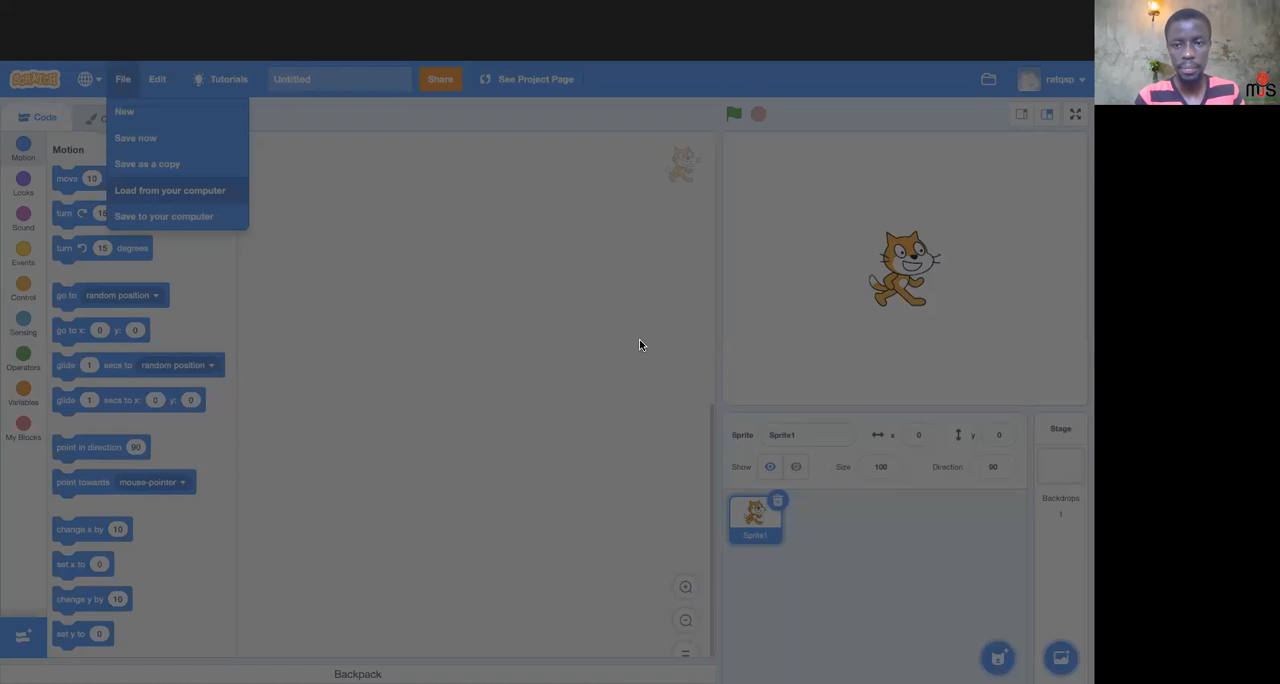 SCRATCH
File
Edit
Tutorials
Untitled
Share
See Project Page
ratqsp
New
Save now
Save as a copy
Load from your computer
Save to your computer
Code
Motion
Looks
Sound
Events
Control
Sensing
Operators
Variables
My Blocks
Motion
move 10
turn 15
turn 15 degrees
go to random position
go to x: 0 y: 0
glide 1 secs to random position
glide 1 secs to x: 0 y: 0
point in direction 90
point towards mouse-pointer
change x by 10
set x to 0
change y by 10
set y to 0
Backpack
Sprite Sprite1 x 0 y 0
Show Size 100 Direction 90
Sprite1
Stage
Backdrops
1